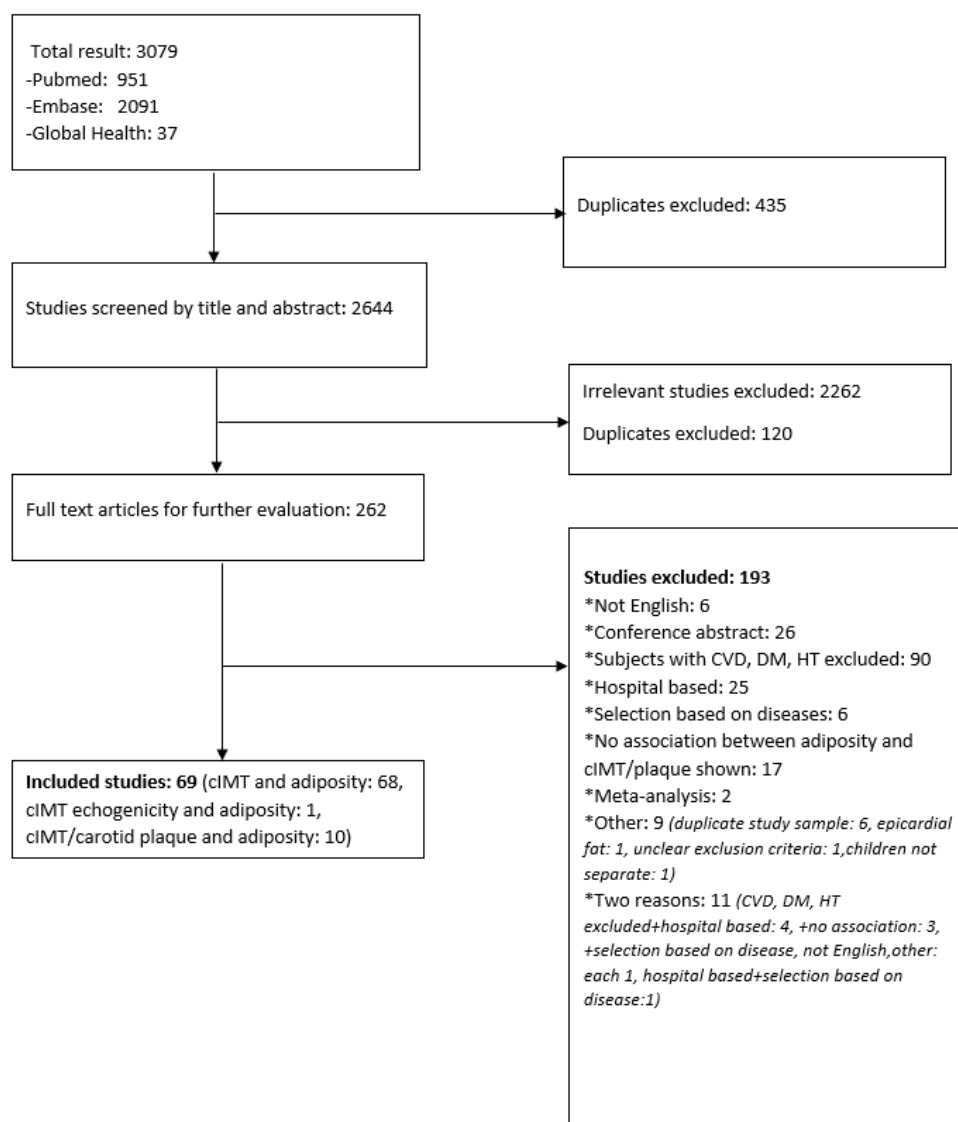 Total result: 3079
-Pubmed: 951
-Embase: 2091
-Global Health: 37
Duplicates excluded: 435
Studies screened by title and abstract: 2644
Irrelevant studies excluded: 2262
Duplicates excluded: 120
Full text articles for further evaluation: 262
Studies excluded: 193
*Not English: 6
*Conference abstract: 26
*Subjects with CVD, DM, HT excluded: 90
*Hospital based: 25
*Selection based on diseases: 6
*No association between adiposity and
cIMT/plaque shown: 17
*Meta-analysis: 2
*Other: 9 (duplicate study sample: 6, epicardial
fat: 1, unclear exclusion criteria: 1,children not
separate: 1)
*Two reasons: 11 (CVD, DM, HT
excluded+hospital based: 4, +no association: 3,
+selection based on disease, not English,other:
each 1, hospital based+selection based on
disease:1)
Included studies: 69 (cIMT and adiposity: 68,
cIMT echogenicity and adiposity: 1,
cIMT/carotid plaque and adiposity: 10)